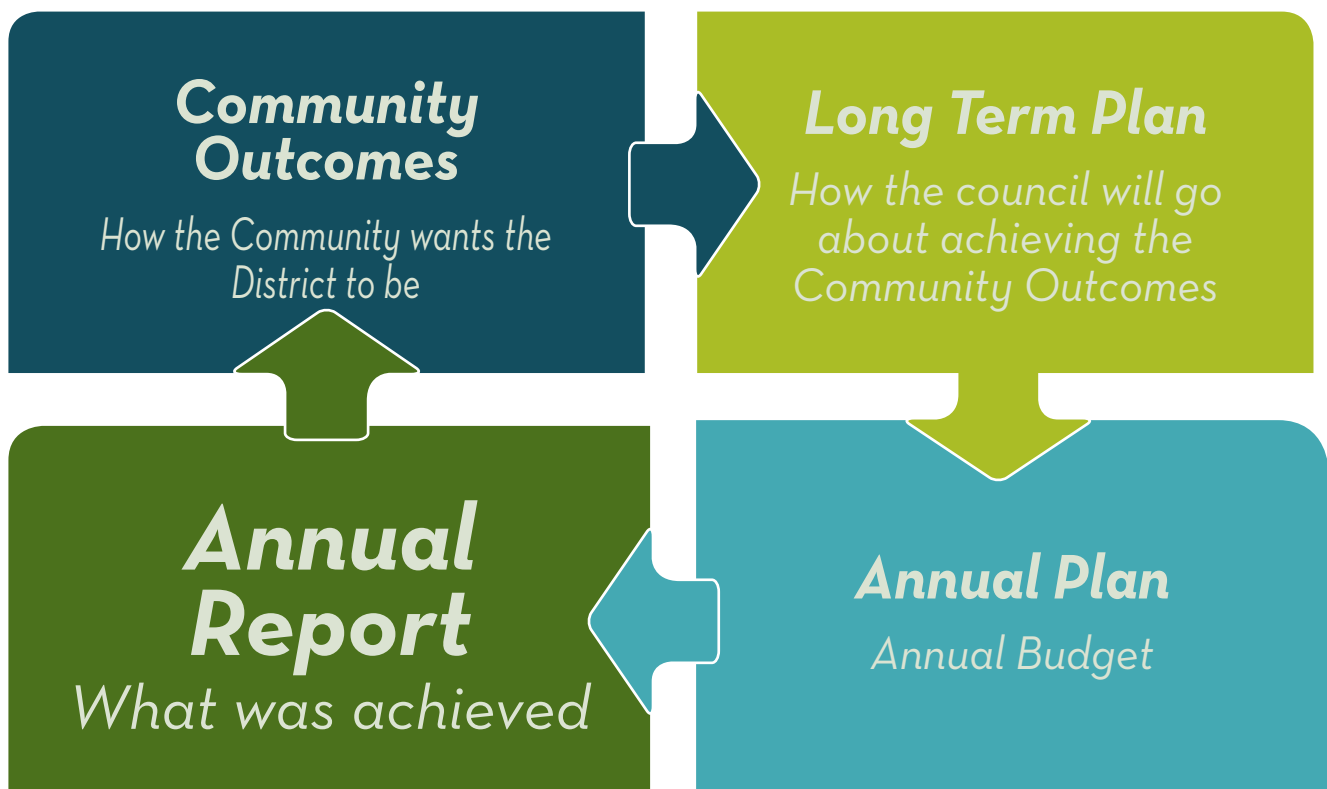 Community
Outcomes
How the Community wants the
District to be
Long Term Plan
How the council will go
about achieving the
Community Outcomes
Annual
Report
What was achieved
Annual Plan
Annual Budget